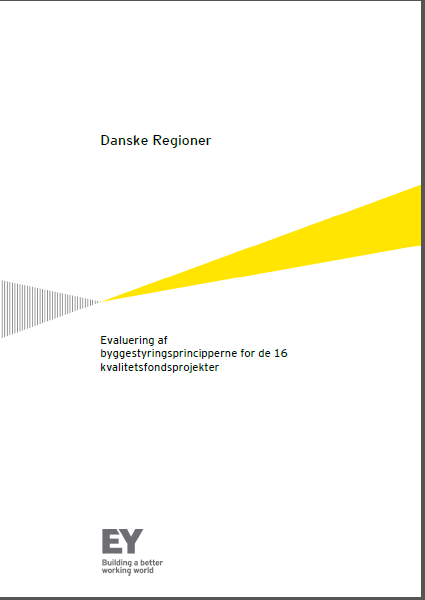 Danske Regioner
Evaluering af
byggestyringsprincipperne for de 16
kvalitetsfondsprojekter
EY
Building a better
working world